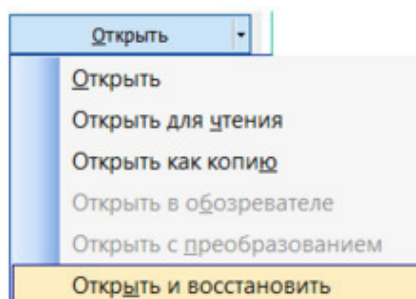 Открыть
Открыть
Открыть для чтения
Открыть как копию
Открыть в обозревателе
Открыть с преобразованием
Открыть и восстановить